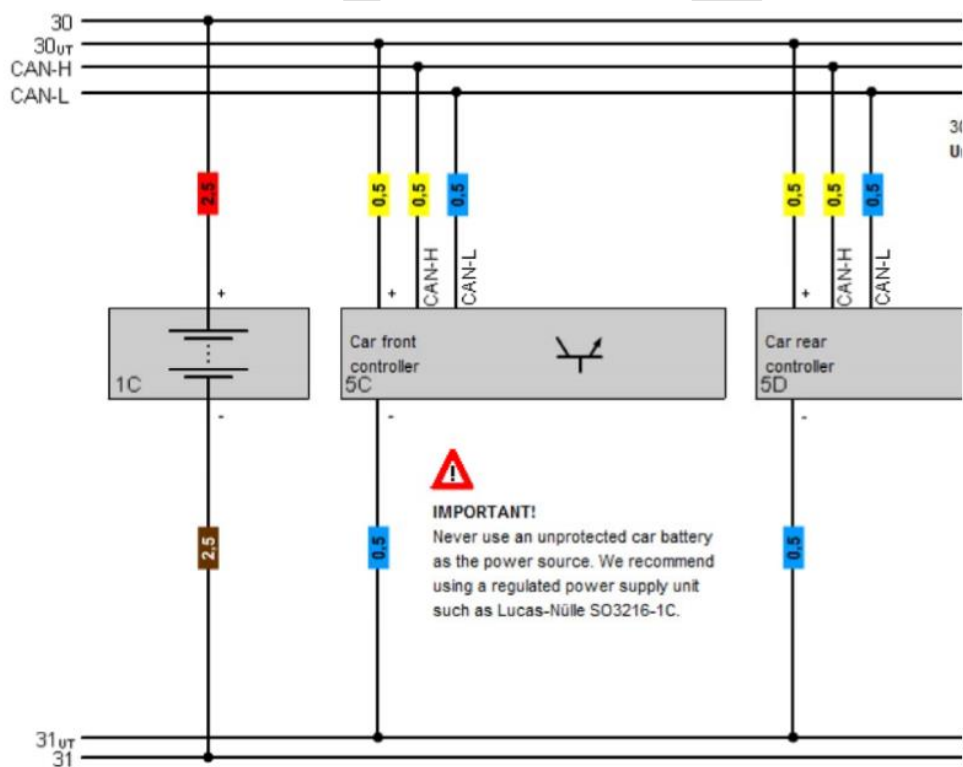 30
30UT
CAN-H
CAN-L
30
2,5
0,5
0,5
0,5
0,5
0,5
0,5
CAN-H
CAN-L
CAN-H
CAN-L
+
+
+
Car front
controller
Car rear
controller
1C
5C
5D
-
-
-
IMPORTANT!
Never use an unprotected car battery
as the power source. We recommend
using a regulated power supply unit
such as Lucas-Nülle SO3216-1C.
2,5
0,5
0,5
31UT
31